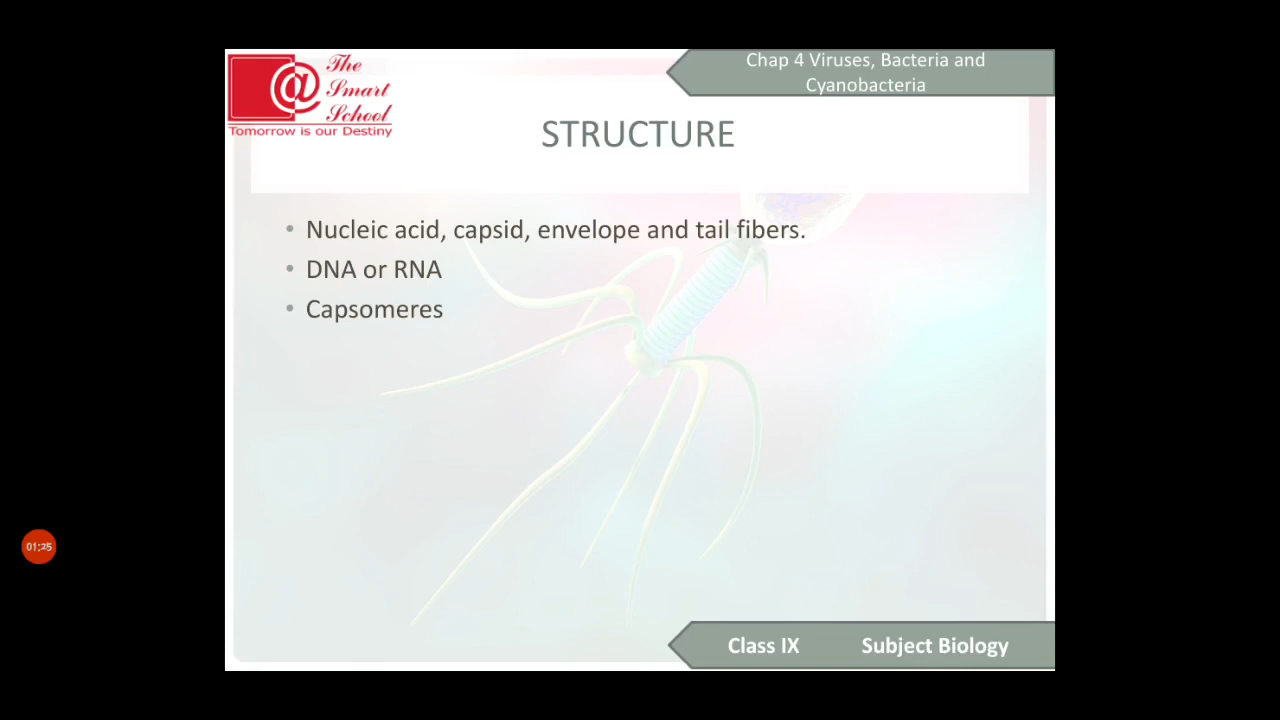 The
Smart
School
Tomorrow is our Destiny
Chap 4 Viruses, Bacteria and
Cyanobacteria
STRUCTURE
• Nucleic acid, capsid, envelope and tail fibers.
• DNA or RNA
• Capsomeres
01:25
Class IX Subject Biology